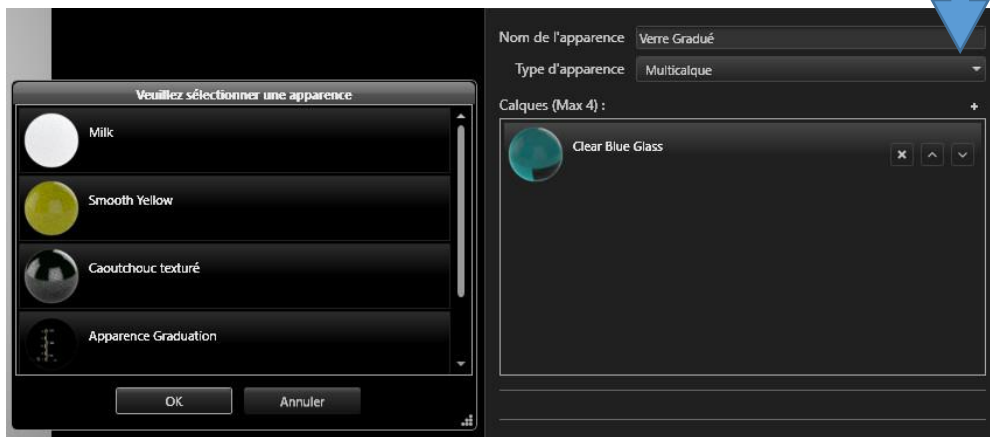 Veuillez sélectionner une apparence
Milk
Smooth Yellow
Caoutchouc texturé
Apparence Graduation
OK
Annuler
Nom de l'apparence Verre Gradué
Type d'apparence Multicalque
Calques (Max 4) :
Clear Blue Glass